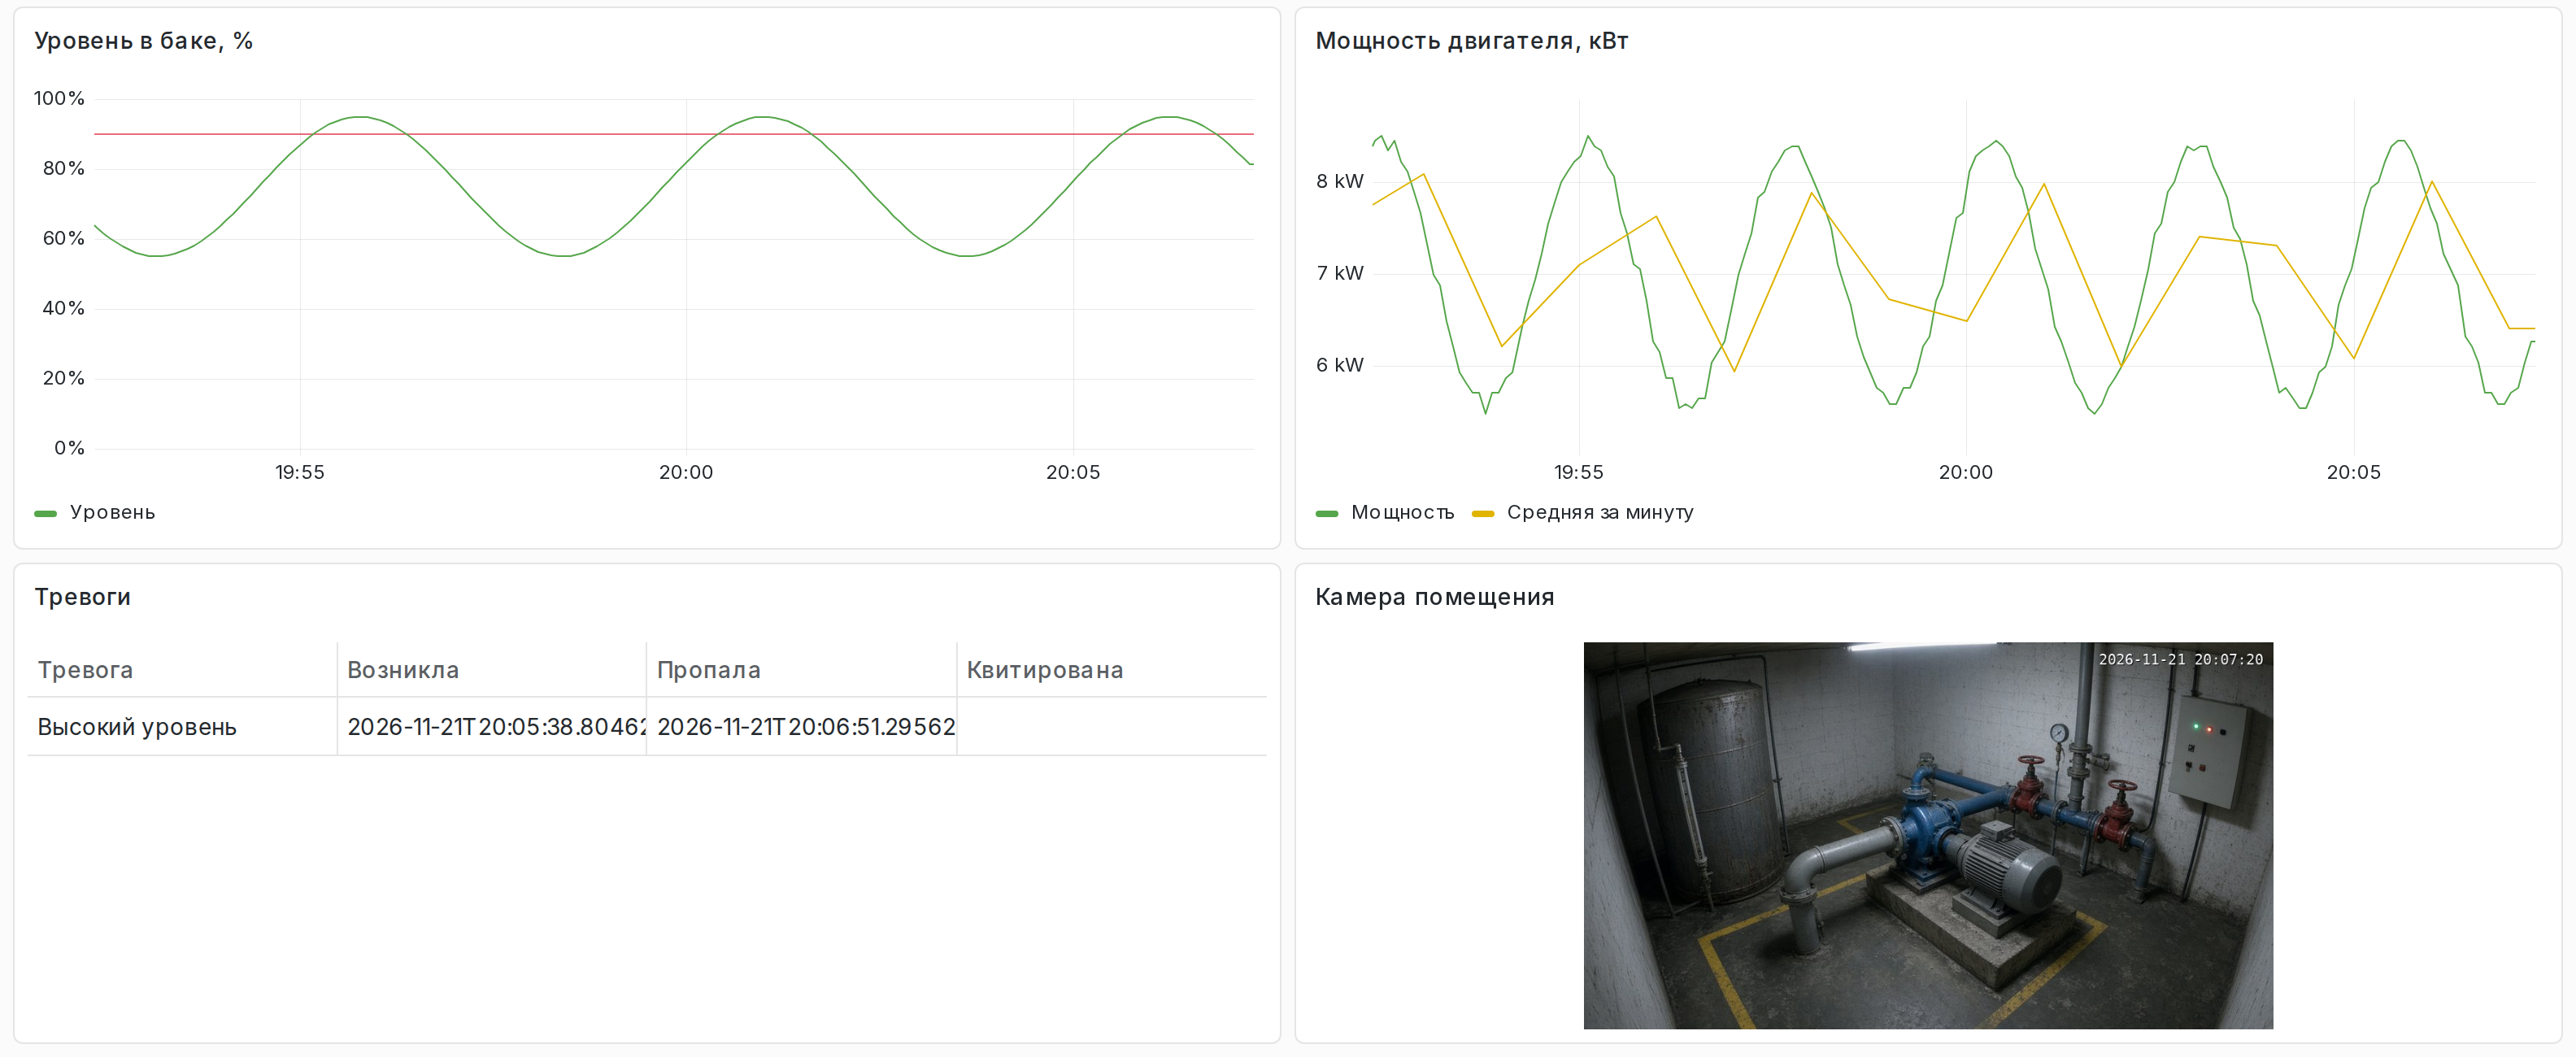 Уровень в баке, %
100%
80%
60%
40%
20%
0%
19:55 20:00 20:05
Уровень
Мощность двигателя, кВт
8 kW
7 kW
6 kW
19:55 20:00 20:05
Мощность Средняя за минуту
Тревоги
Тревога Возникла Пропала Квитирована
Высокий уровень 2026-11-21T20:05:38.80462 2026-11-21T20:06:51.29562
Камера помещения
2026-11-21 20:07:20